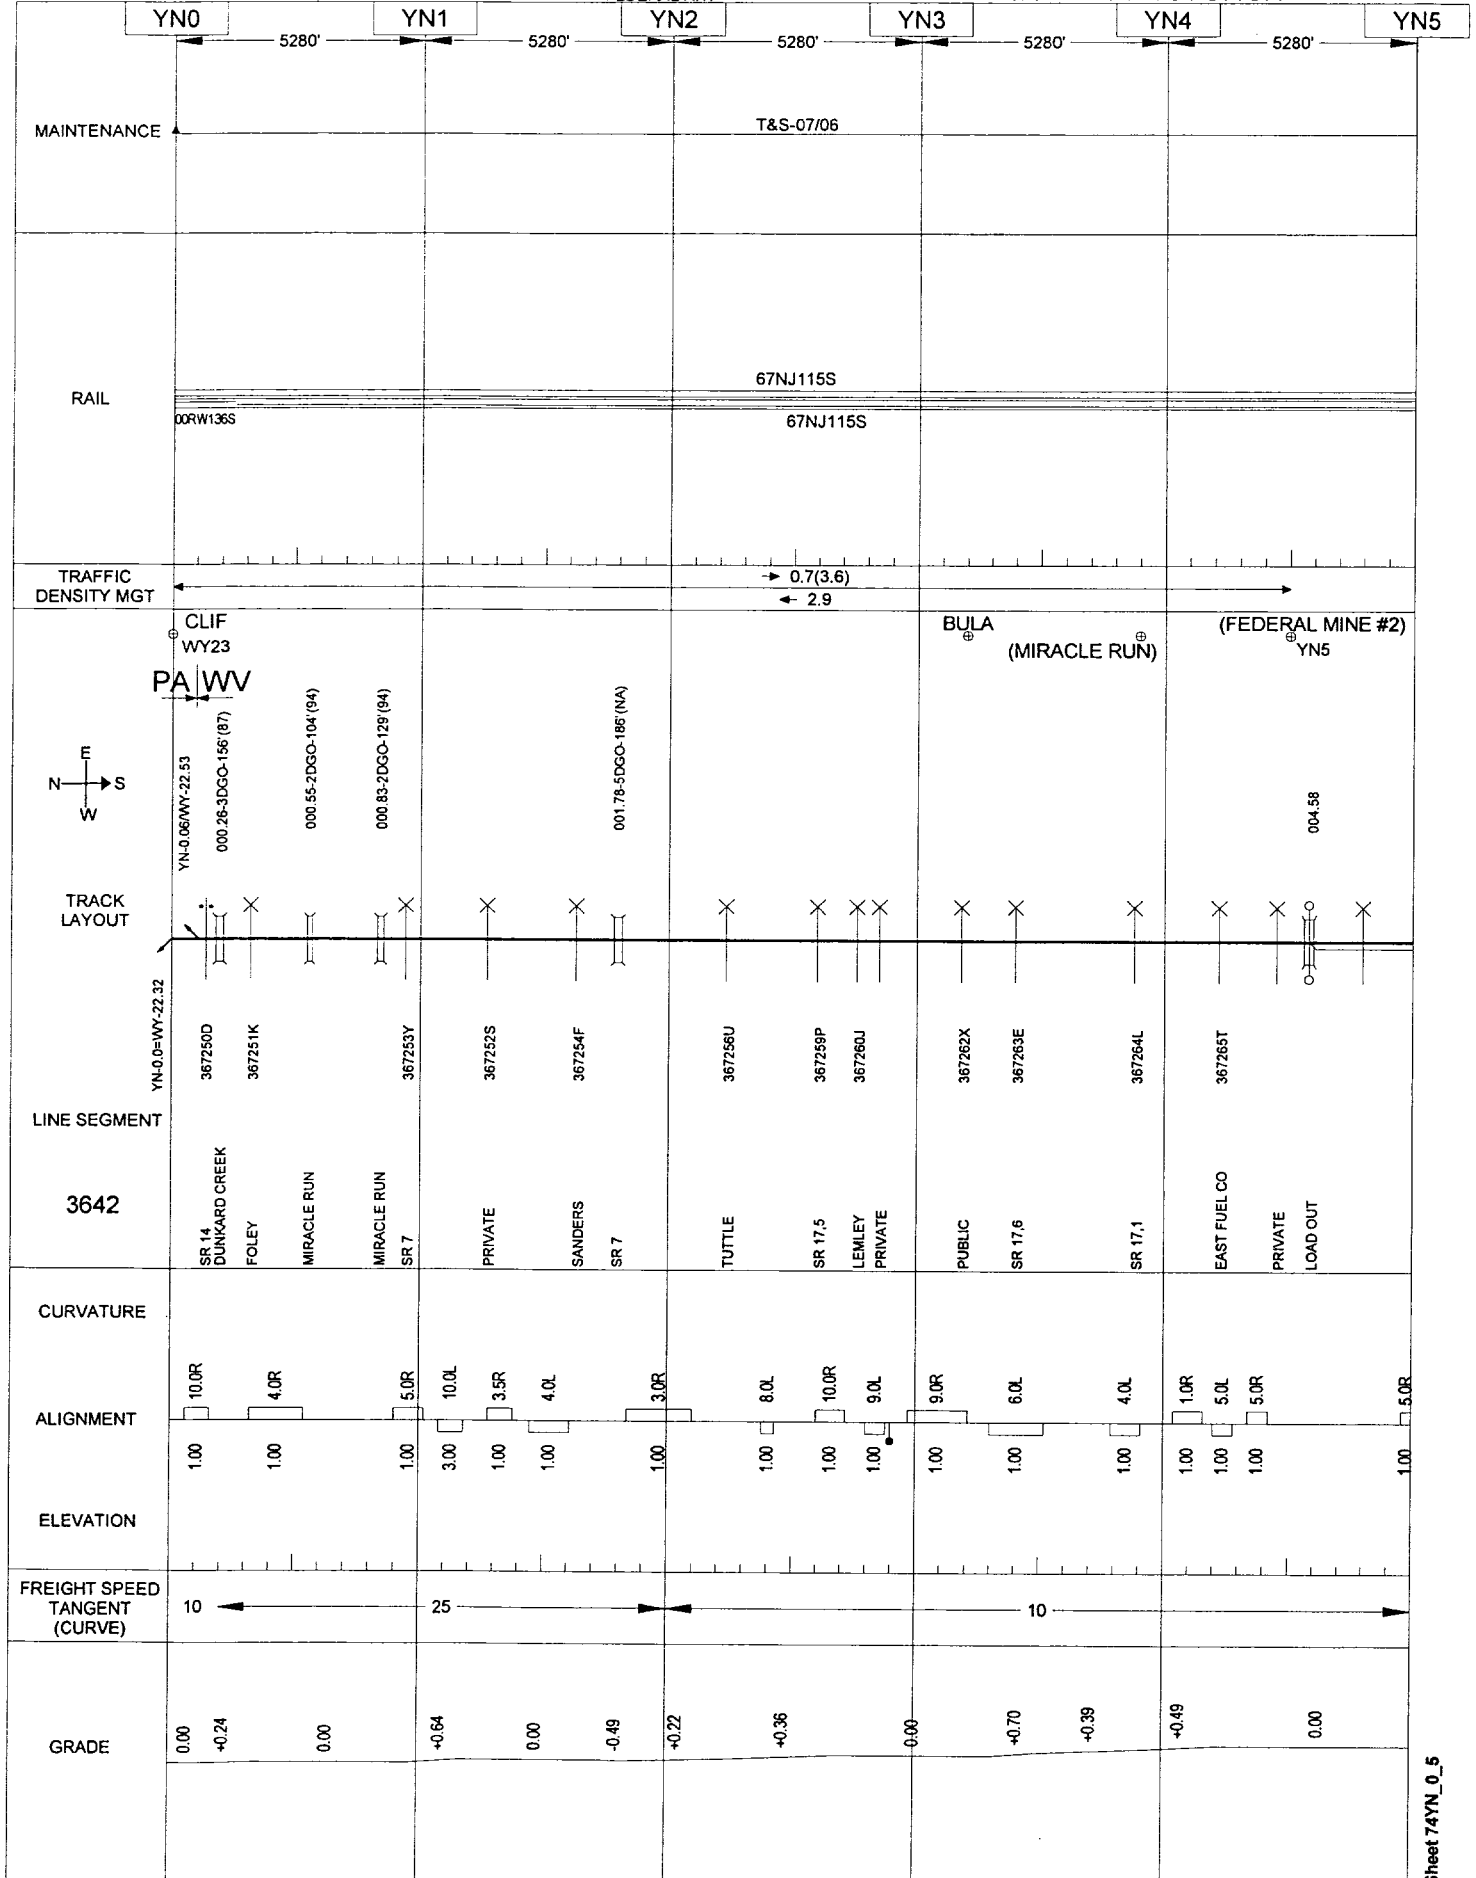 YN0 YN1 YN2 YN3 YN4 YN5
5280' 5280' 5280' 5280' 5280'
MAINTENANCE
T&S-07/06
RAIL
67NJ115S
00RW136S
67NJ115S
TRAFFIC
DENSITY MGT
0.7(3.6)
2.9
CLIF
WY23
BULA
(MIRACLE RUN)
(FEDERAL MINE #2)
YN5
PA WV
E
N S
W
YN-0.06/WY-22.53
000.26-3DGO-156'(87)
000.55-2DGO-104'(94)
000.83-2DGO-129'(94)
001.78-5DGO-186'(NA)
004.58
TRACK
LAYOUT
YN-0.0=WY-22.32
367250D
367251K
367253Y
367252S
367254F
367256U
367259P
367260J
367262X
367263E
367264L
367265T
LINE SEGMENT
3642
SR 14
DUNKARD CREEK
FOLEY
MIRACLE RUN
MIRACLE RUN
SR 7
PRIVATE
SANDERS
SR 7
TUTTLE
SR 17,5
LEMLEY
PRIVATE
PUBLIC
SR 17,6
SR 17,1
EAST FUEL CO
PRIVATE
LOAD OUT
CURVATURE
10.0R 4.0R 5.0R 10.0L 3.5R 4.0L 3.0R 8.0L 10.0R 9.0L 9.0R 6.0L 4.0L 1.0R 5.0L 5.0R 5.0R
ALIGNMENT
1.00 1.00 1.00 3.00 1.00 1.00 1.00 1.00 1.00 1.00 1.00 1.00 1.00 1.00 1.00 1.00 1.00
ELEVATION
FREIGHT SPEED
TANGENT
(CURVE)
10 25 10
GRADE
0.00 +0.24 0.00 +0.64 0.00 -0.49 +0.22 +0.36 0.00 +0.70 +0.39 +0.49 0.00
Sheet 74YN_0_5